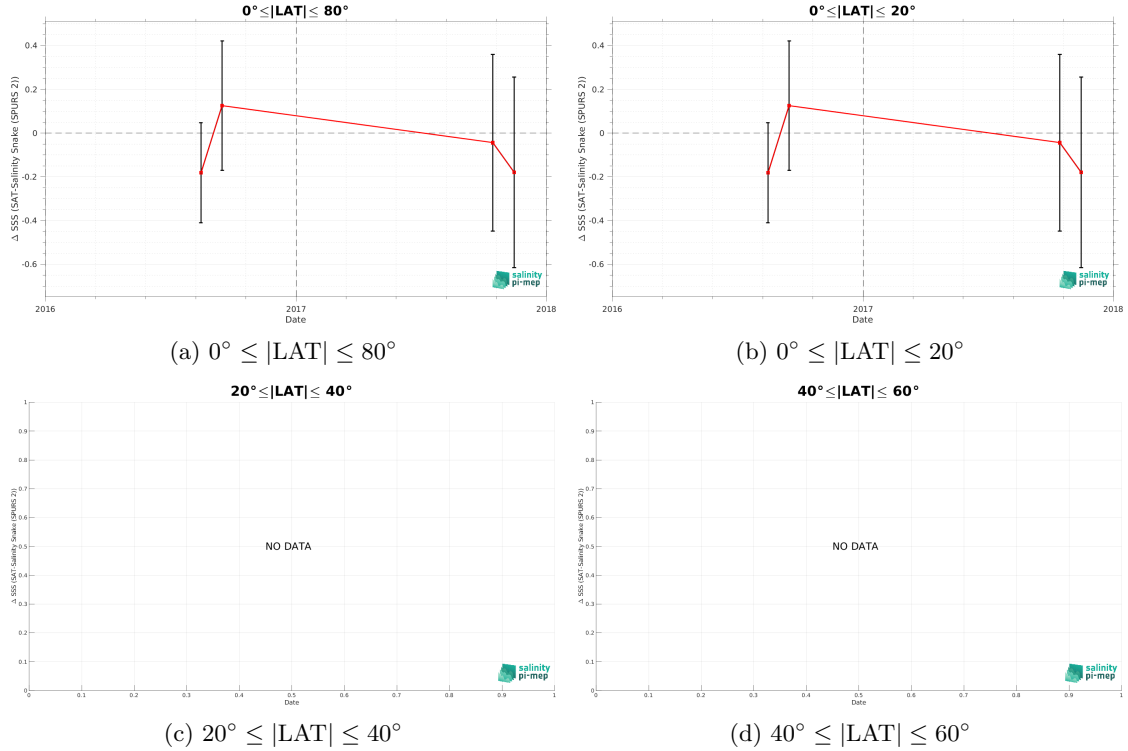 0°≤|LAT|≤ 80°
Δ SSS (SAT-Salinity Snake (SPURS 2))
0.4
0.2
0
-0.2
-0.4
-0.6
2016
2017
2018
Date
salinity
pi-mep
(a) 0° ≤ |LAT| ≤ 80°
0°≤|LAT|≤ 20°
Δ SSS (SAT-Salinity Snake (SPURS 2))
0.4
0.2
0
-0.2
-0.4
-0.6
2016
2017
2018
Date
salinity
pi-mep
(b) 0° ≤ |LAT| ≤ 20°
20°≤|LAT|≤ 40°
Δ SSS (SAT-Salinity Snake (SPURS 2))
1
0.9
0.8
0.7
0.6
0.5
0.4
0.3
0.2
0.1
0
NO DATA
0 0.1 0.2 0.3 0.4 0.5 0.6 0.7 0.8 0.9 1
Date
salinity
pi-mep
(c) 20° ≤ |LAT| ≤ 40°
40°≤|LAT|≤ 60°
Δ SSS (SAT-Salinity Snake (SPURS 2))
1
0.9
0.8
0.7
0.6
0.5
0.4
0.3
0.2
0.1
0
NO DATA
0 0.1 0.2 0.3 0.4 0.5 0.6 0.7 0.8 0.9 1
Date
salinity
pi-mep
(d) 40° ≤ |LAT| ≤ 60°